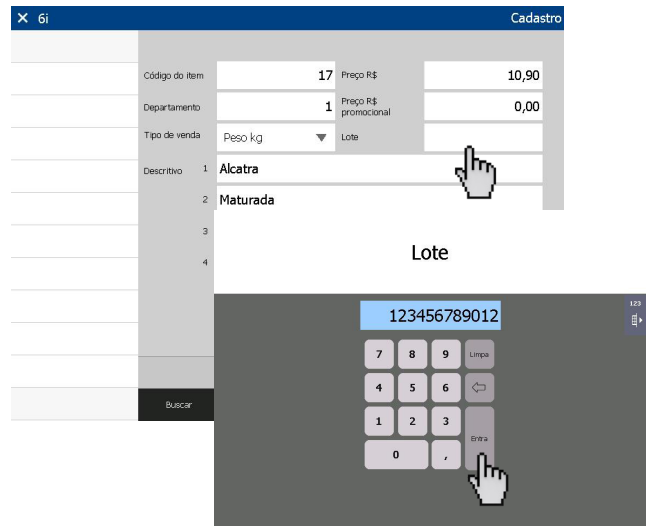 ✕ 6i Cadastro
Código do item 17 Preço R$ 10,90
Departamento 1 Preço R$ promocional 0,00
Tipo de venda Peso kg Lote
Descritivo 1 Alcatra
2 Maturada
3
4
Buscar
Lote
123
123456789012
7 8 9 Limpa
4 5 6
1 2 3
Entra
0 ,